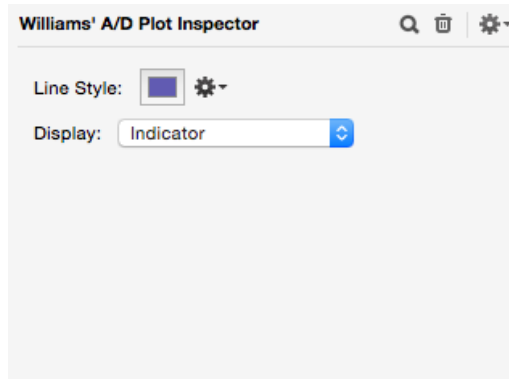 Williams' A/D Plot Inspector
Line Style:
Display: Indicator